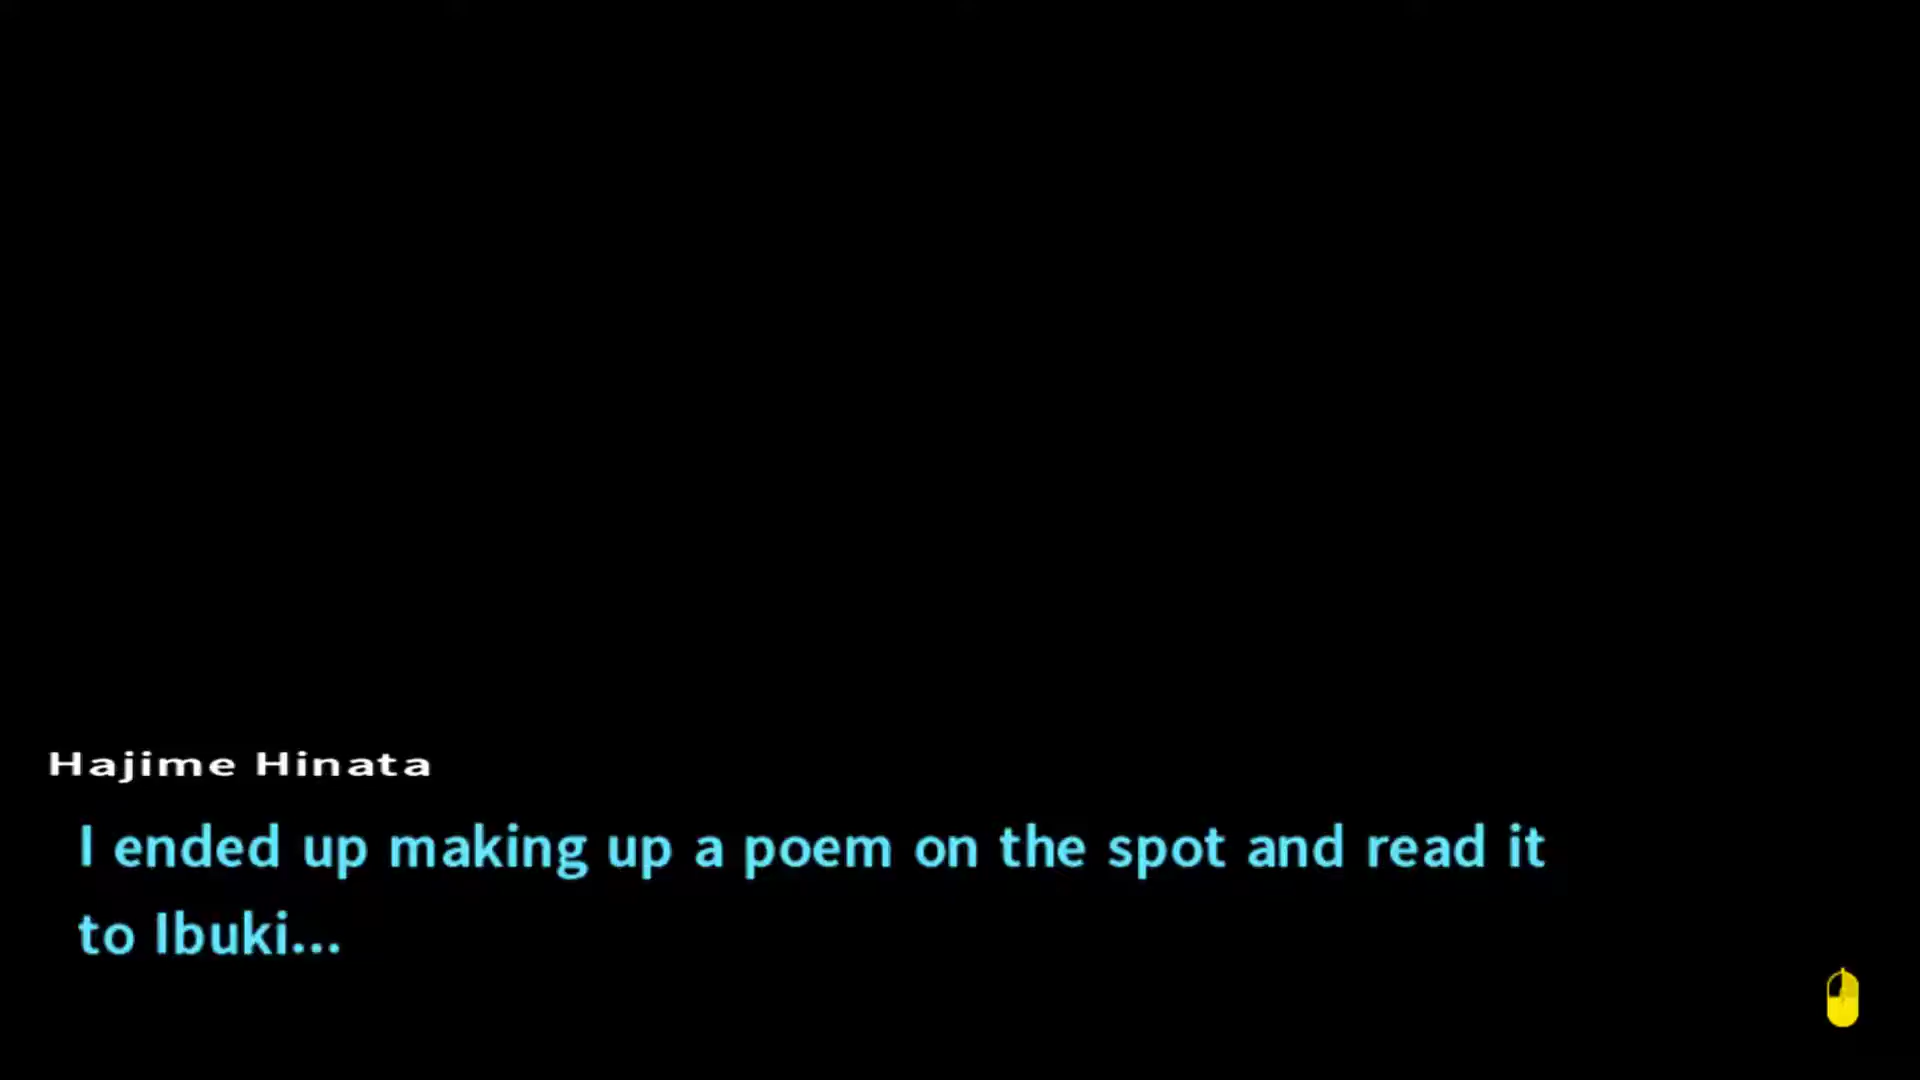 Hajime Hinata
I ended up making up a poem on the spot and read it
to Ibuki...